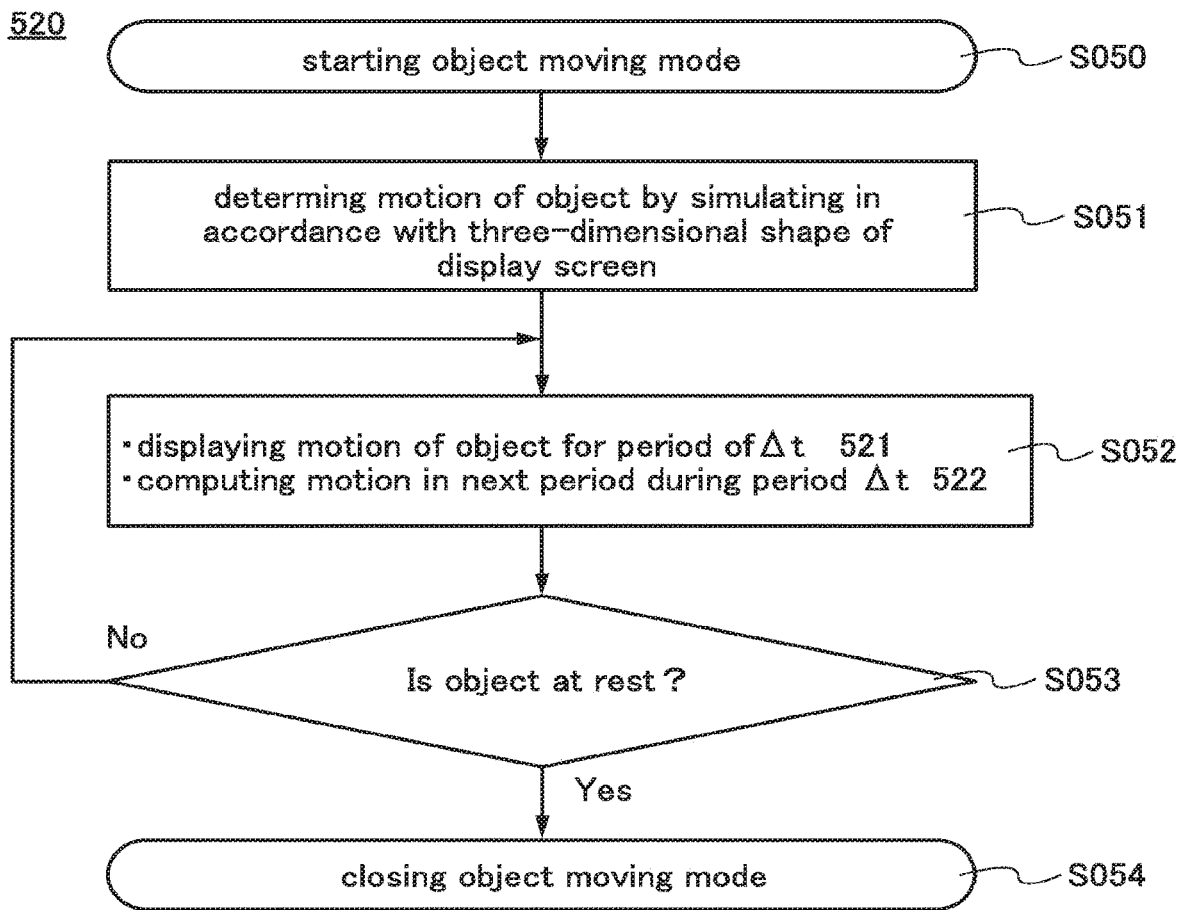 520
starting object moving mode
S050
determing motion of object by simulating in
accordance with three-dimensional shape of
display screen
S051
・displaying motion of object for period of Δt 521
・computing motion in next period during period Δt 522
S052
No
Is object at rest?
S053
Yes
closing object moving mode
S054